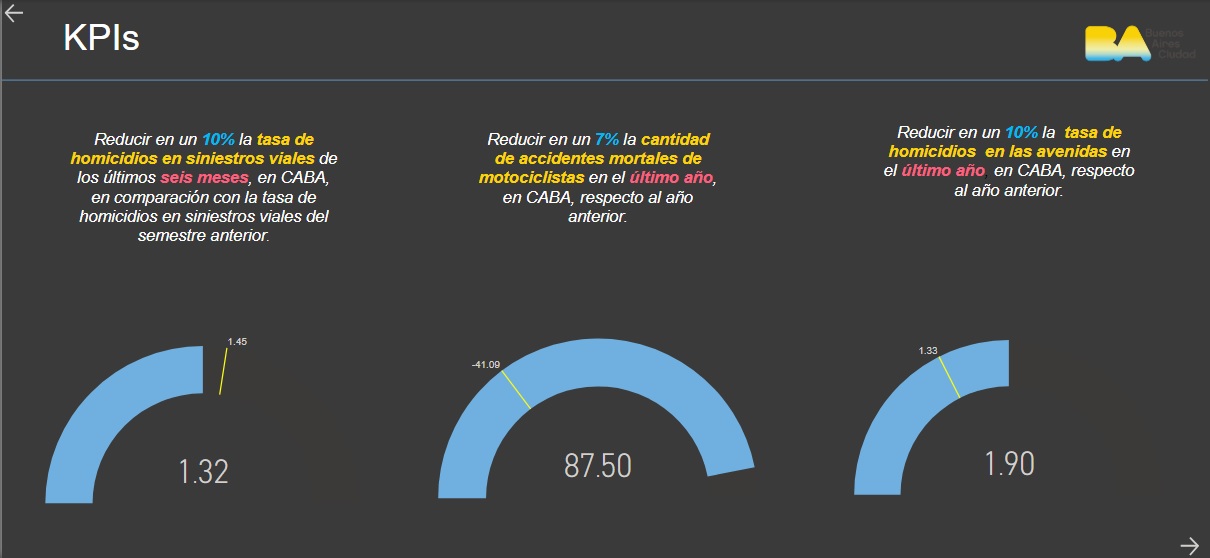 KPIs
BA
Buenos
Aires
Ciudad
Reducir en un 10% la tasa de
homicidios en siniestros viales de
los últimos seis meses, en CABA,
en comparación con la tasa de
homicidios en siniestros viales del
semestre anterior.
Reducir en un 7% la cantidad
de accidentes mortales de
motociclistas en el último año,
en CABA, respecto al año
anterior.
Reducir en un 10% la  tasa de
homicidios  en las avenidas en
el último año, en CABA, respecto
al año anterior.
1.45
1.32
-41.09
87.50
1.33
1.90